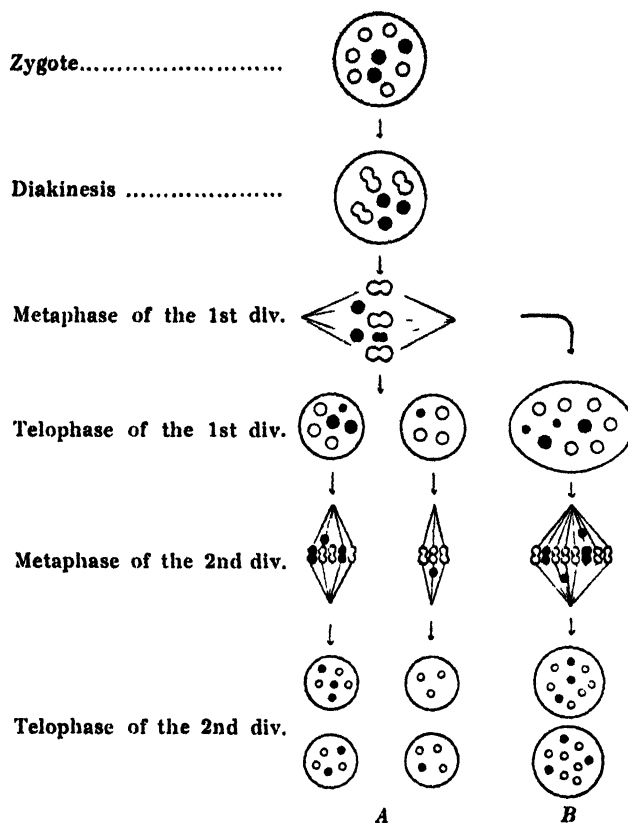 Zygote..........................
Diakinesis ......................
Metaphase of the 1st div.
Telophase of the 1st div.
Metaphase of the 2nd div.
Telophase of the 2nd div.
A B